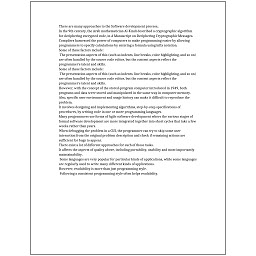 There are many approaches to the Software development process.
In the 9th century, the Arab mathematician Al-Kindi described a cryptographic algorithm
for deciphering encrypted code, in A Manuscript on Deciphering Cryptographic Messages.
Compilers harnessed the power of computers to make programming easier by allowing
programmers to specify calculations by entering a formula using infix notation.
Some of these factors include:
The presentation aspects of this (such as indents, line breaks, color highlighting, and so on)
are often handled by the source code editor, but the content aspects reflect the
programmer's talent and skills.
Some of these factors include:
The presentation aspects of this (such as indents, line breaks, color highlighting, and so on)
are often handled by the source code editor, but the content aspects reflect the
programmer's talent and skills.
However, with the concept of the stored-program computer introduced in 1949, both
programs and data were stored and manipulated in the same way in computer memory.
Also, specific user environment and usage history can make it difficult to reproduce the
problem.
It involves designing and implementing algorithms, step-by-step specifications of
procedures, by writing code in one or more programming languages.
Many programmers use forms of Agile software development where the various stages of
formal software development are more integrated together into short cycles that take a few
weeks rather than years.
When debugging the problem in a GUI, the programmer can try to skip some user
interaction from the original problem description and check if remaining actions are
sufficient for bugs to appear.
There exist a lot of different approaches for each of those tasks.
It affects the aspects of quality above, including portability, usability and most importantly
maintainability.
Some languages are very popular for particular kinds of applications, while some languages
are regularly used to write many different kinds of applications.
However, readability is more than just programming style.
Following a consistent programming style often helps readability.